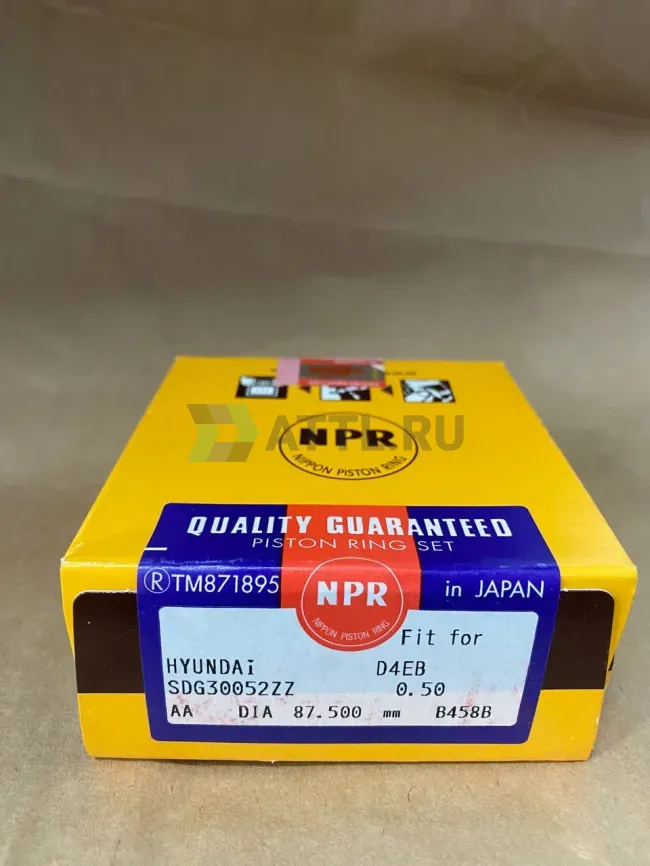 NPR
NIPPON PISTON RING
ATTL.RU
QUALITY GUARANTEED
PISTON RING SET
®TM871895
in JAPAN
NPR
NIPPON PISTON RING
Fit for
HYUNDAi D4EB
SDG30052ZZ 0.50
AA DIA 87.500 mm B458B